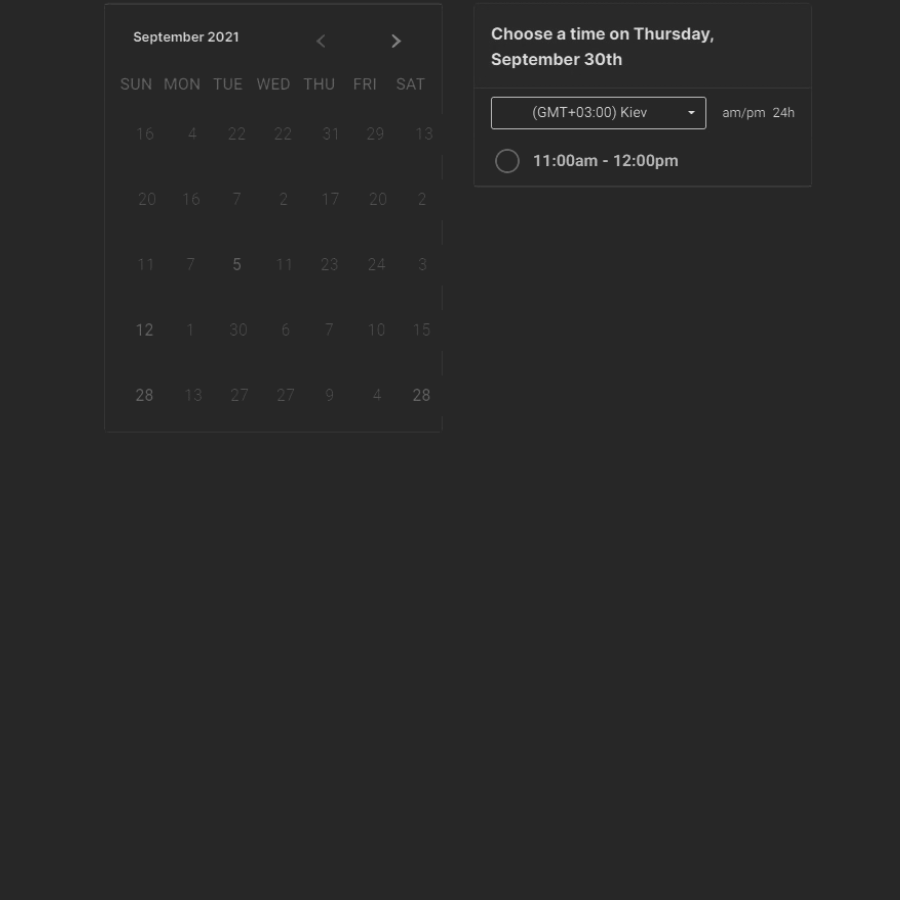 September 2021
SUN MON TUE WED THU FRI SAT
16 4 22 22 31 29 13
20 16 7 2 17 20 2
11 7 5 11 23 24 3
12 1 30 6 7 10 15
28 13 27 27 9 4 28
Choose a time on Thursday,
September 30th
(GMT+03:00) Kiev am/pm 24h
11:00am - 12:00pm